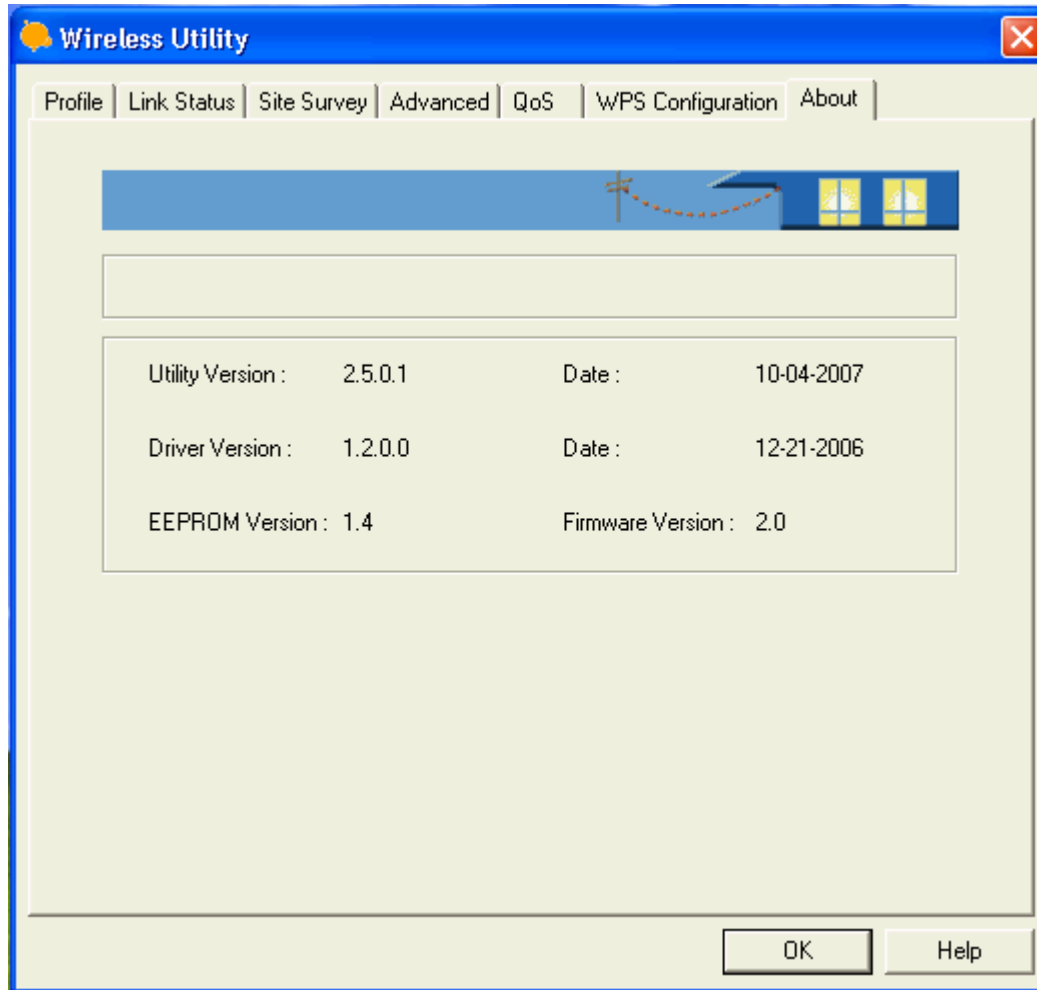 Wireless Utility
Profile Link Status Site Survey Advanced QoS WPS Configuration About
Utility Version : 2.5.0.1 Date : 10-04-2007
Driver Version : 1.2.0.0 Date : 12-21-2006
EEPROM Version : 1.4 Firmware Version : 2.0
OK Help